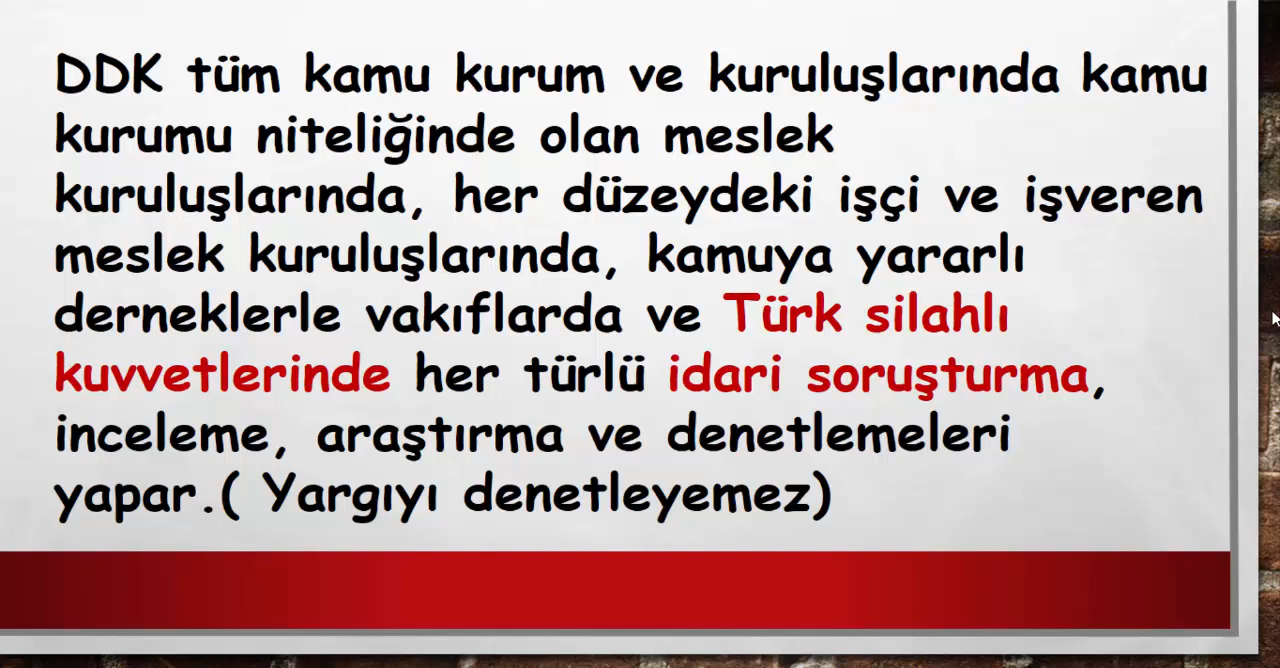 DDK tüm kamu kurum ve kuruluşlarında kamu
kurumu niteliğinde olan meslek
kuruluşlarında, her düzeydeki işçi ve işveren
meslek kuruluşlarında, kamuya yararlı
derneklerle vakıflarda ve Türk silahlı
kuvvetlerinde her türlü idari soruşturma,
inceleme, araştırma ve denetlemeleri
yapar.( Yargıyı denetleyemez)